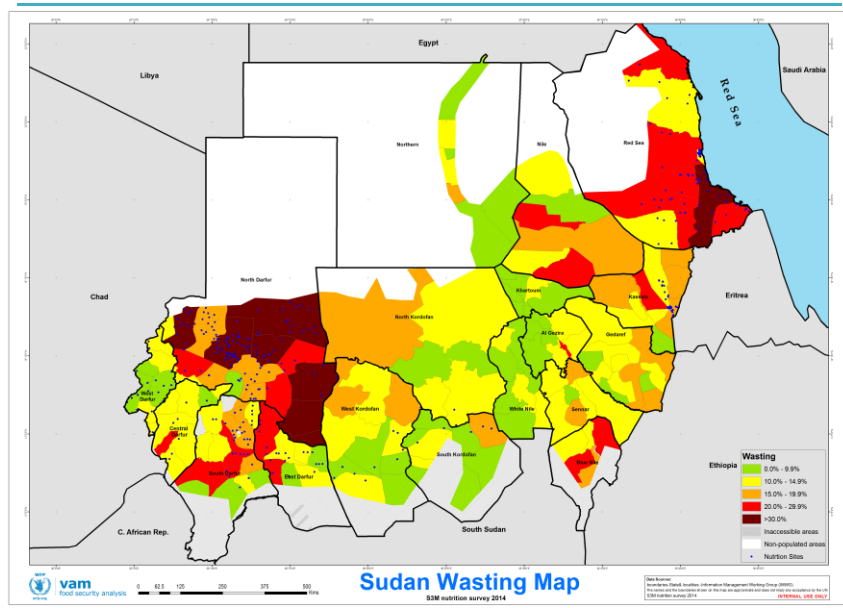 Egypt
Libya
Saudi Arabia
Red Sea
Northern
Nile
Red Sea
North Darfur
Chad
Khartoum
Kassala
Eritrea
North Kordofan
Al Gezira
Gedaref
West Darfur
West Kordofan
White Nile
Sennar
Central Darfur
South Kordofan
Blue Nile
South Darfur
East Darfur
Ethiopia
C. African Rep.
South Sudan
Wasting
0.0% - 9.9%
10.0% - 14.9%
15.0% - 19.9%
20.0% - 29.9%
>30.0%
Inaccessible areas
Non-populated areas
Nutrition Sites
WFP
wfp.org
vam
food security analysis
0 62.5 125 250 375 500
Kms
Sudan Wasting Map
S3M nutrition survey 2014
Data Sources:
S3M nutrition survey 2014
INTERNAL USE ONLY